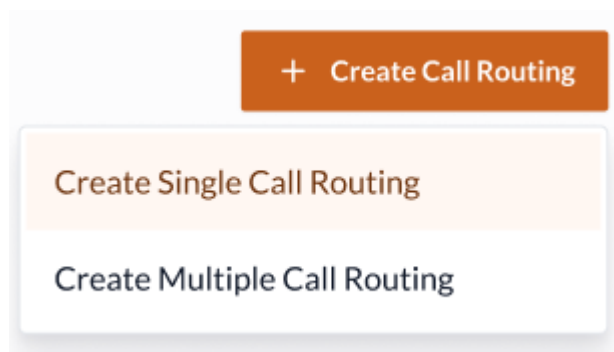 + Create Call Routing
Create Single Call Routing
Create Multiple Call Routing